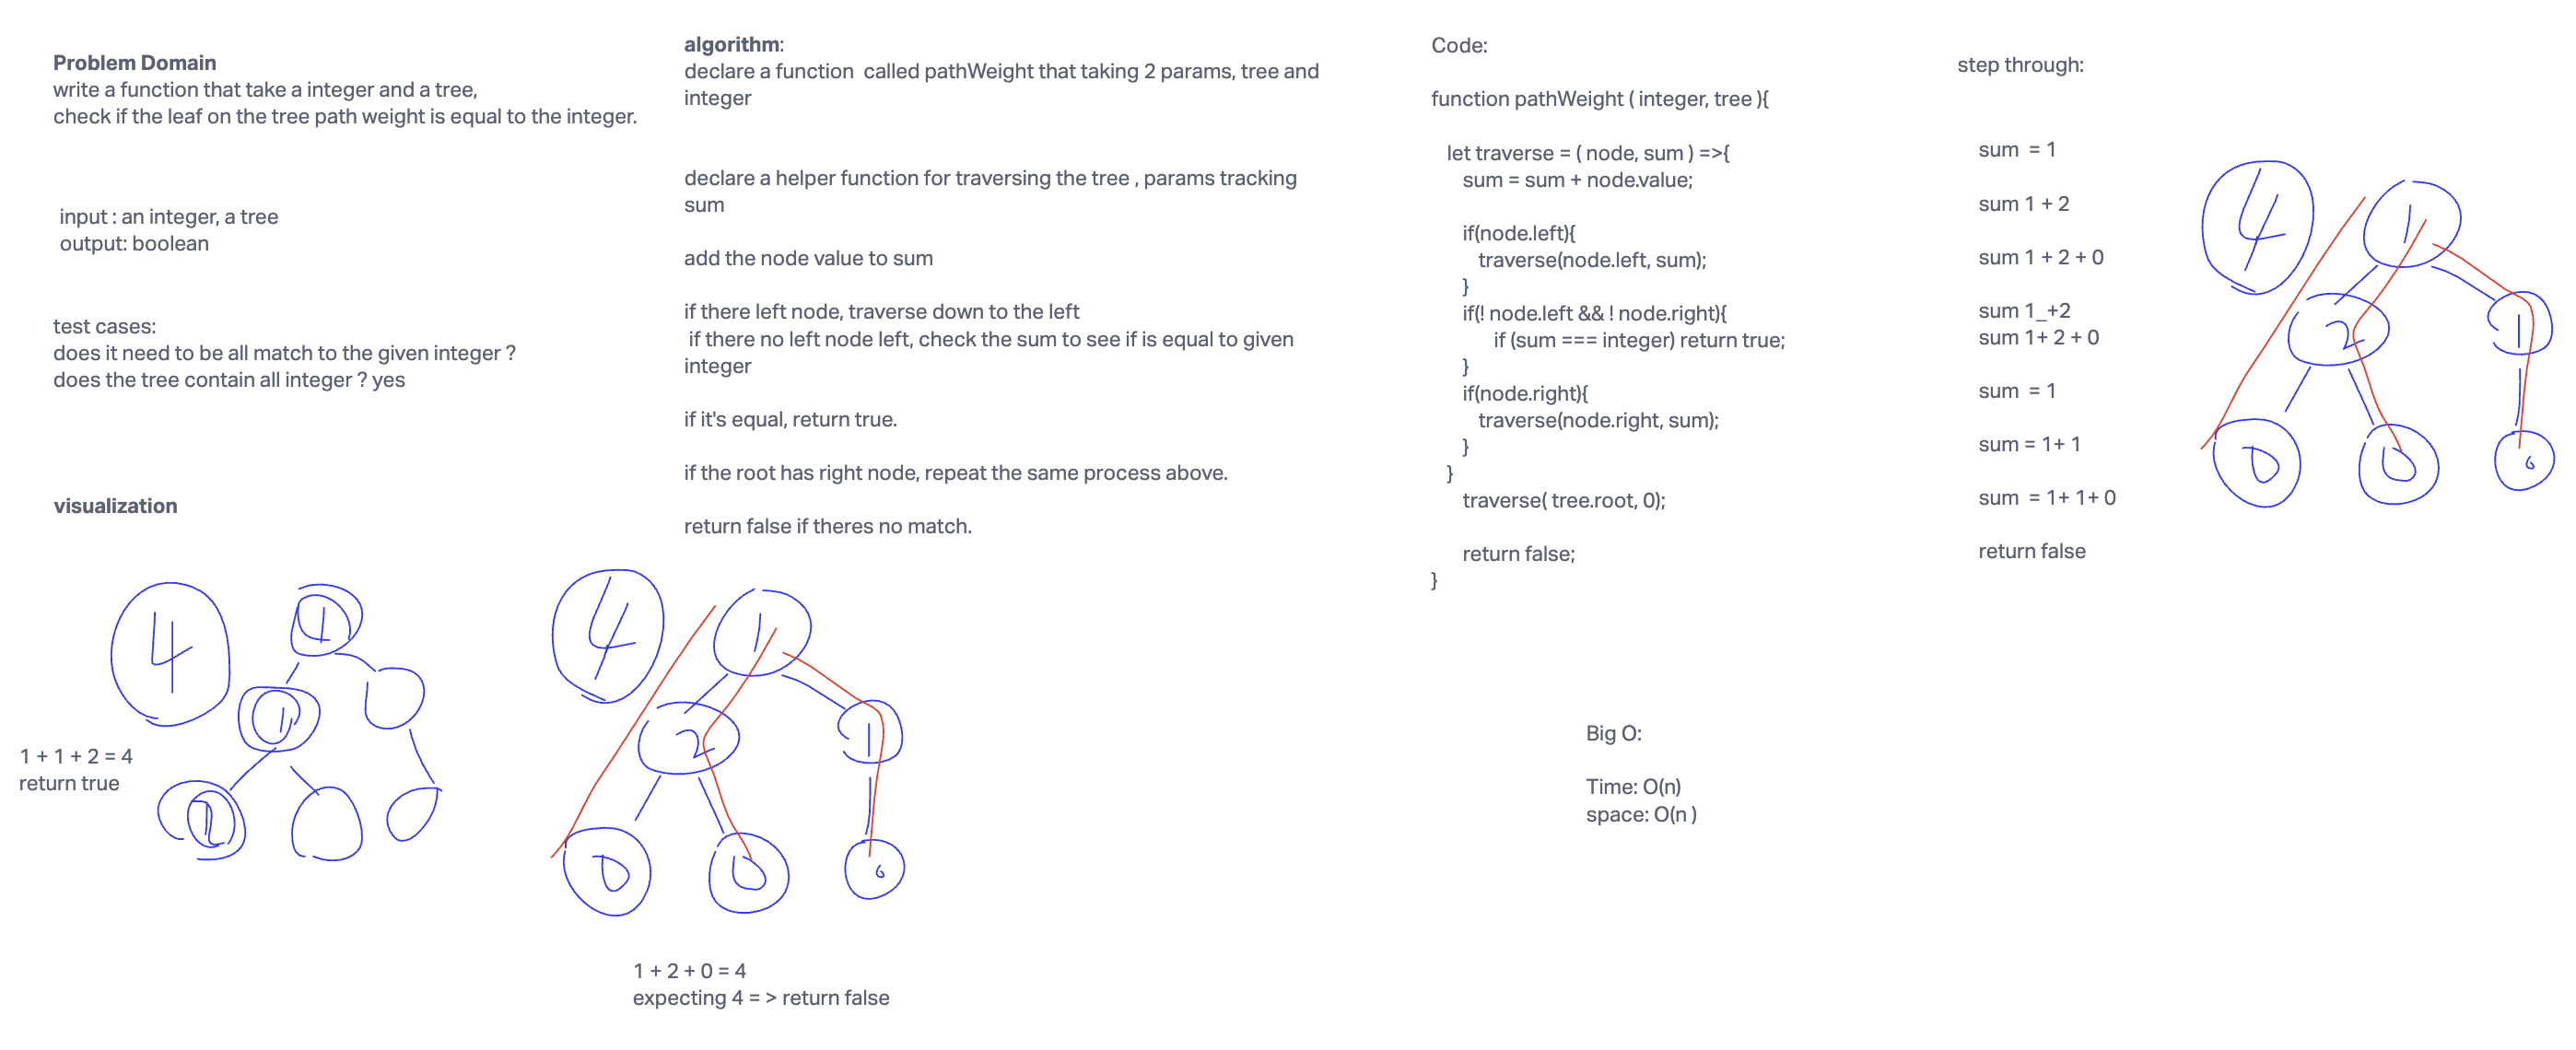 Problem Domain
write a function that take a integer and a tree,
check if the leaf on the tree path weight is equal to the integer.
input : an integer, a tree
output: boolean
test cases:
does it need to be all match to the given integer ?
does the tree contain all integer ? yes
visualization
4
1
1
2
1 + 1 + 2 = 4
return true
algorithm:
declare a function called pathWeight that taking 2 params, tree and
integer
declare a helper function for traversing the tree , params tracking
sum
add the node value to sum
if there left node, traverse down to the left
if there no left node left, check the sum to see if is equal to given
integer
if it's equal, return true.
if the root has right node, repeat the same process above.
return false if theres no match.
4
1
2
1
0
0
0
1 + 2 + 0 = 4
expecting 4 = > return false
Code:
function pathWeight ( integer, tree ){
let traverse = ( node, sum ) =>{
sum = sum + node.value;
if(node.left){
traverse(node.left, sum);
}
if(! node.left && ! node.right){
if (sum === integer) return true;
}
if(node.right){
traverse(node.right, sum);
}
}
traverse( tree.root, 0);
return false;
}
Big O:
Time: O(n)
space: O(n )
step through:
sum = 1
sum 1 + 2
sum 1 + 2 + 0
sum 1_+2
sum 1+ 2 + 0
sum = 1
sum = 1+ 1
sum = 1+ 1+ 0
return false
4
1
2
1
0
0
0